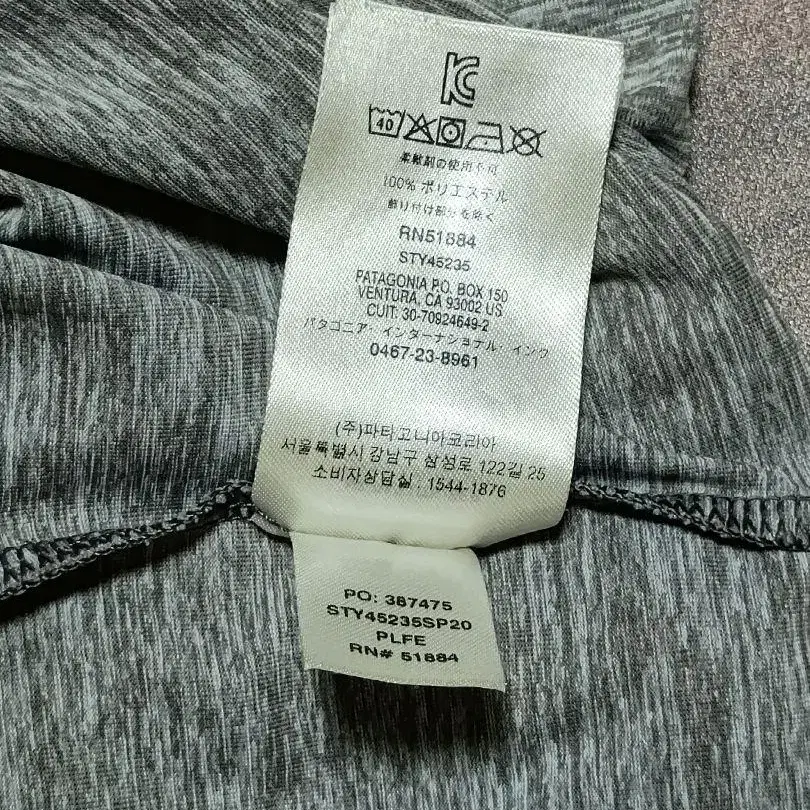 KC
40
柔軟剤の使用不可
100% ポリエステル
飾り付け部分を除く
RN51884
STY45235
PATAGONIA P.O. BOX 150
VENTURA, CA 93002 US
CUIT: 30-70924649-2
パタゴニア・インターナショナル・インク
0467-23-8961
(주)파타고니아코리아
서울특별시 강남구 삼성로 122길 25
소비자상담실 : 1544-1876
PO: 387475
STY45235SP20
PLFE
RN# 51884